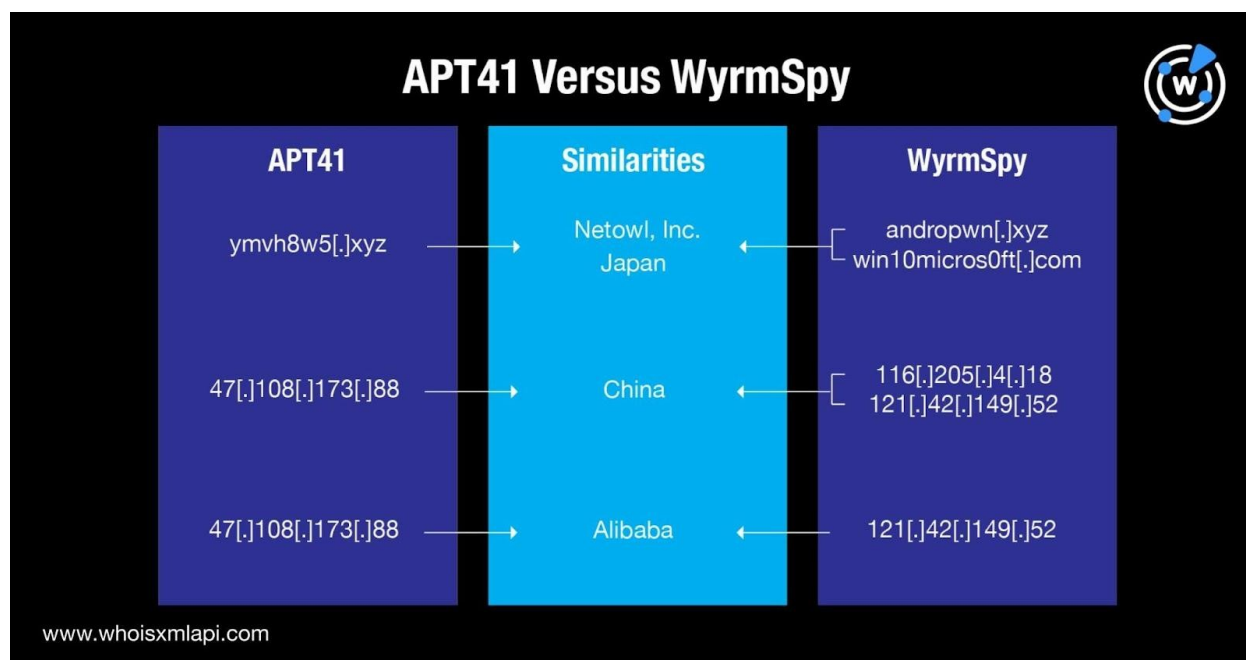 APT41 Versus WyrmSpy
W
APT41
Similarities
WyrmSpy
ymvh8w5[.]xyz
Netowl, Inc.
Japan
andropwn[.]xyz
win10micros0ft[.]com
47[.]108[.]173[.]88
China
116[.]205[.]4[.]18
121[.]42[.]149[.]52
47[.]108[.]173[.]88
Alibaba
121[.]42[.]149[.]52
www.whoisxmlapi.com